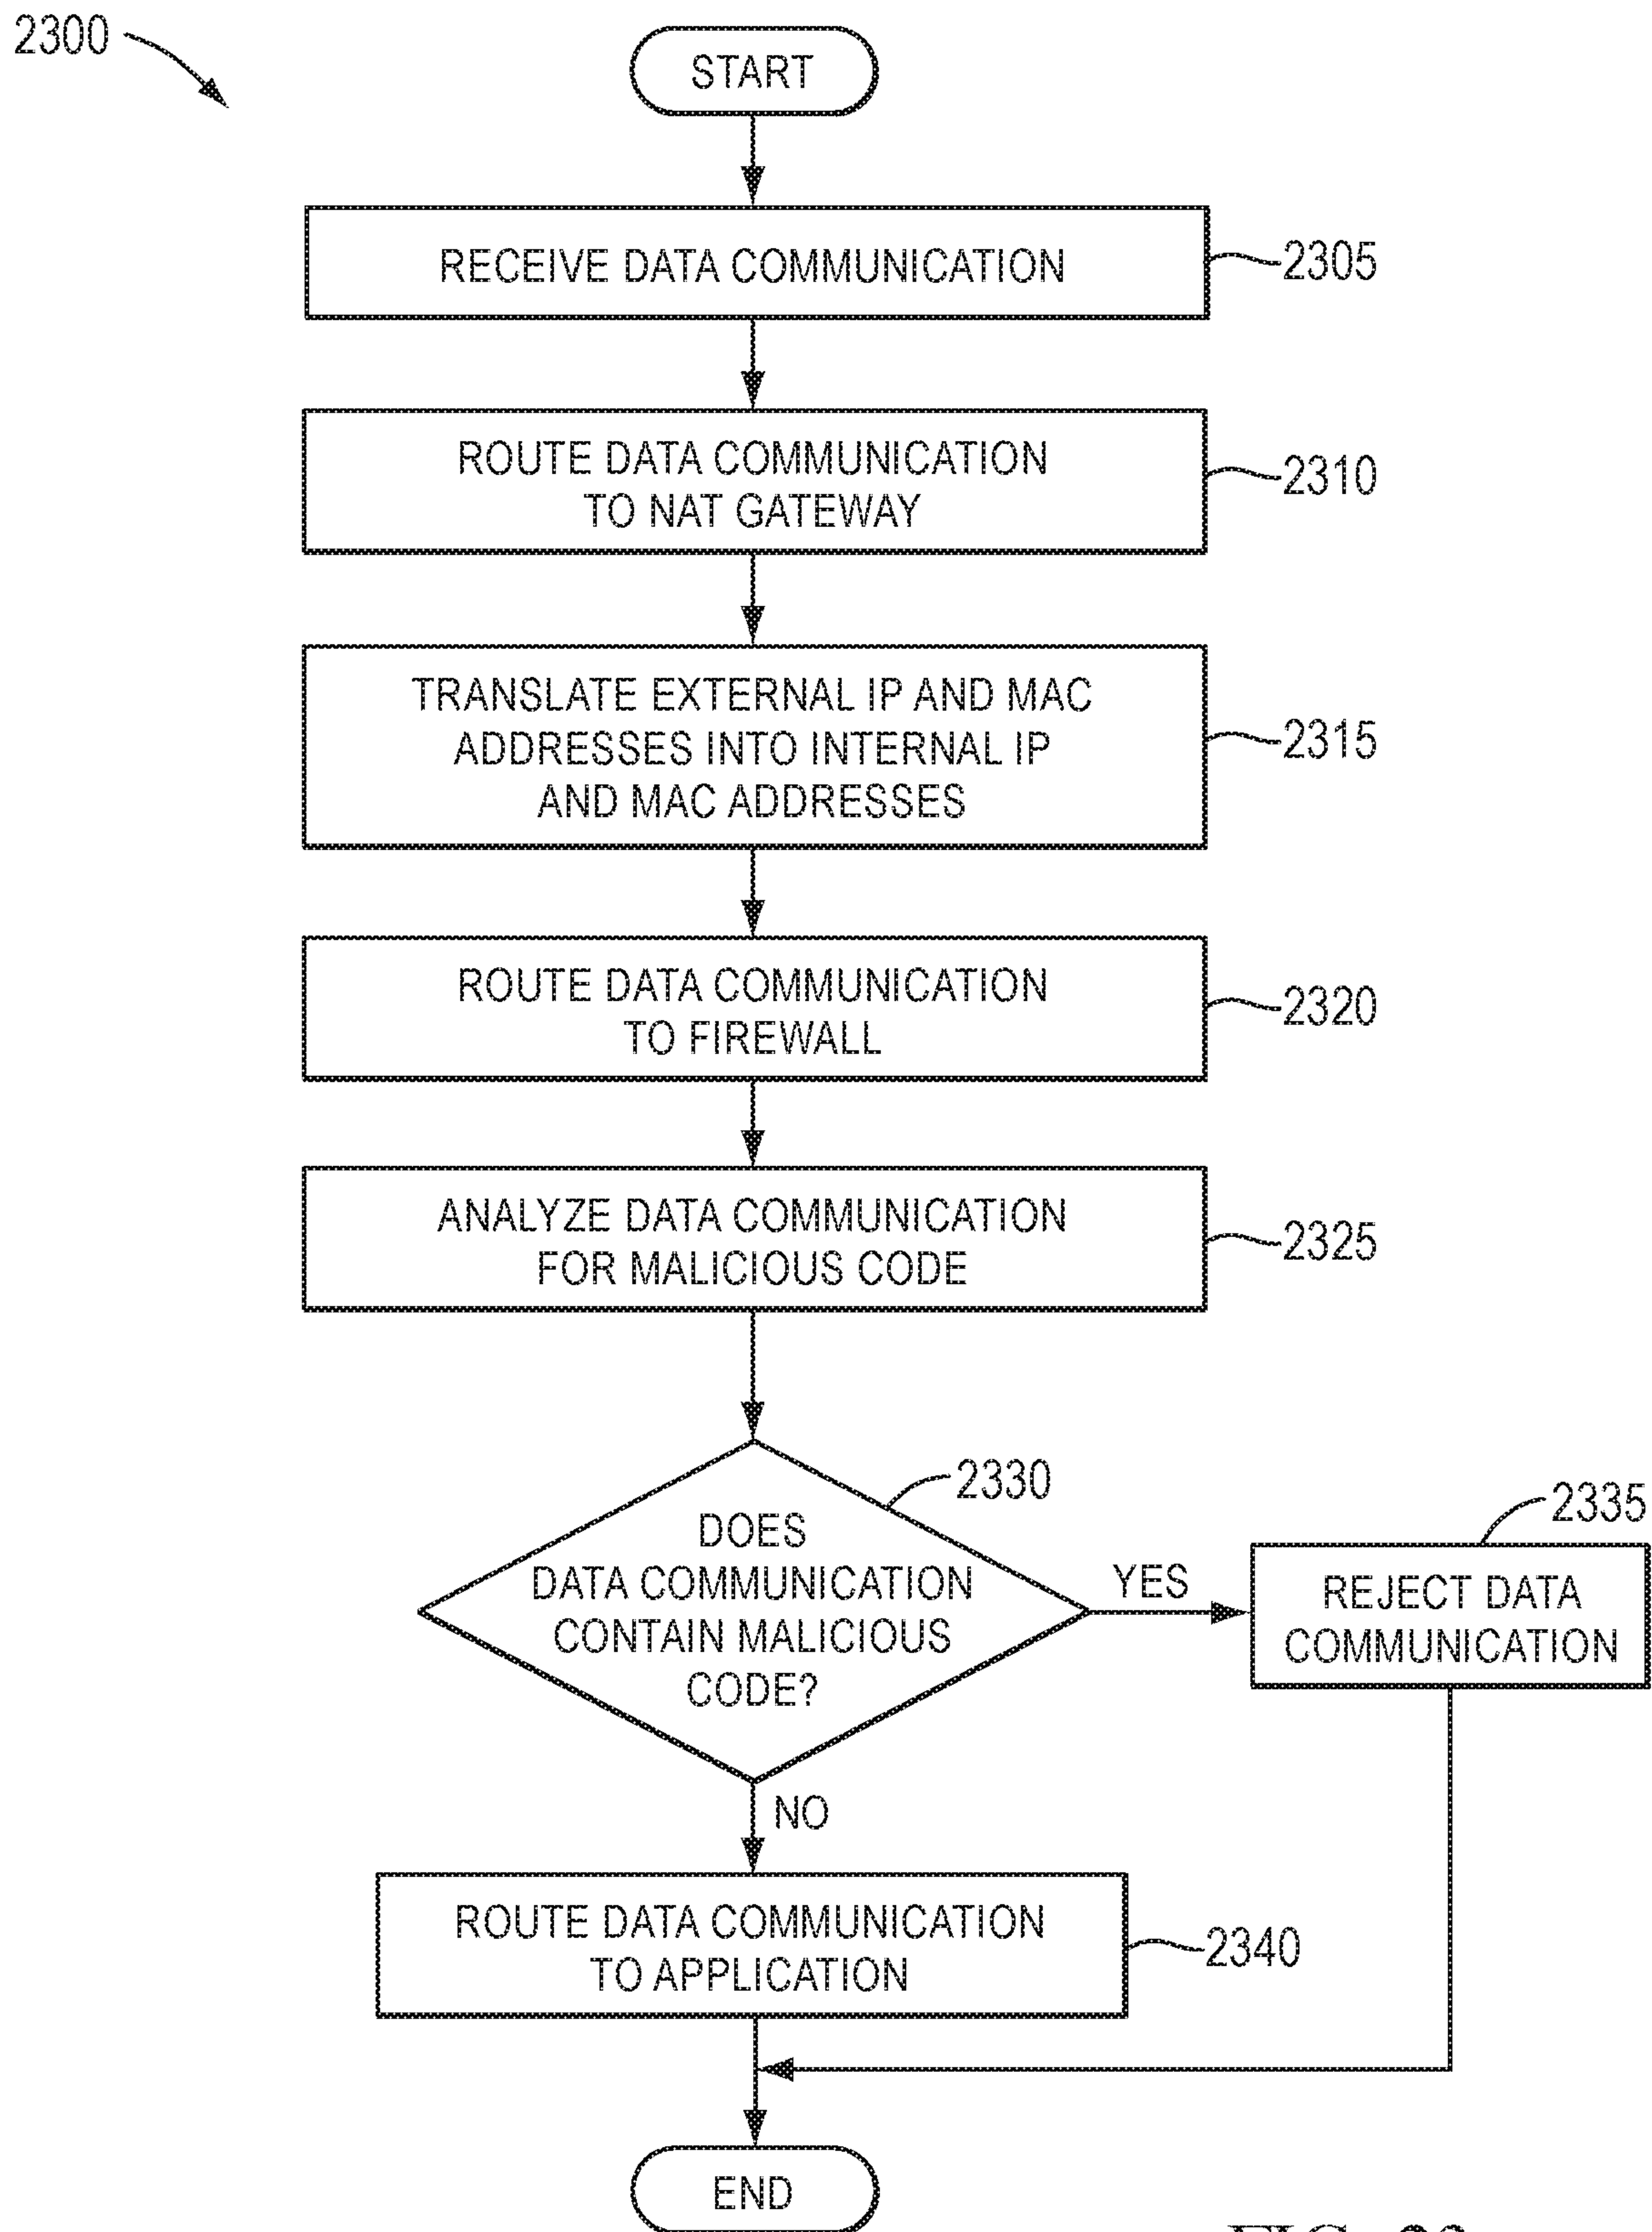 2300
START
RECEIVE DATA COMMUNICATION
2305
ROUTE DATA COMMUNICATION
TO NAT GATEWAY
2310
TRANSLATE EXTERNAL IP AND MAC
ADDRESSES INTO INTERNAL IP
AND MAC ADDRESSES
2315
ROUTE DATA COMMUNICATION
TO FIREWALL
2320
ANALYZE DATA COMMUNICATION
FOR MALICIOUS CODE
2325
2330
DOES
DATA COMMUNICATION
CONTAIN MALICIOUS
CODE?
YES
2335
REJECT DATA
COMMUNICATION
NO
ROUTE DATA COMMUNICATION
TO APPLICATION
2340
END